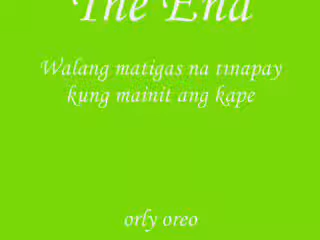 The End
Walang matigas na tinapay
kung mainit ang kape
orly oreo